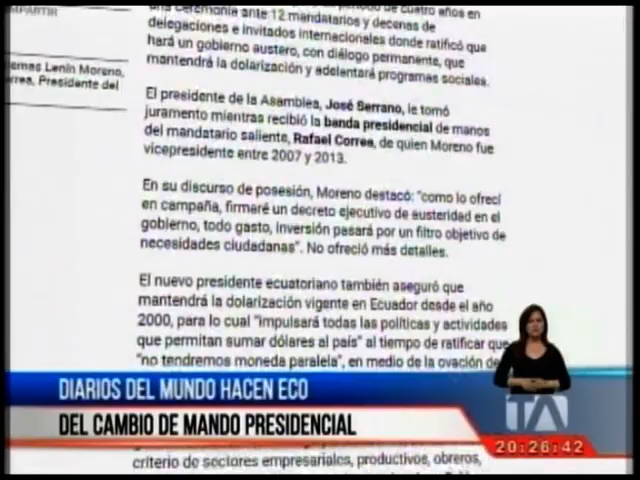 una ceremonia ante 12 mandatarios y decenas de
delegaciones e invitados internacionales donde ratificó que
hará un gobierno austero, con diálogo permanente, que
mantendrá la dolarización y adelantará programas sociales.
Lenín Moreno,
Presidente del
El presidente de la Asamblea, José Serrano, le tomó
juramento mientras recibió la banda presidencial de manos
del mandatario saliente, Rafael Correa, de quien Moreno fue
vicepresidente entre 2007 y 2013.
En su discurso de posesión, Moreno destacó: "como lo ofrecí
en campaña, firmaré un decreto ejecutivo de austeridad en el
gobierno, todo gasto, inversión pasará por un filtro objetivo de
necesidades ciudadanas". No ofreció más detalles.
El nuevo presidente ecuatoriano también aseguró que
mantendrá la dolarización vigente en Ecuador desde el año
2000, para lo cual "impulsará todas las políticas y actividades
que permitan sumar dólares al país" al tiempo de ratificar que
"no tendremos moneda paralela", en medio de la ovación de
DIARIOS DEL MUNDO HACEN ECO
DEL CAMBIO DE MANDO PRESIDENCIAL
TA
20:26:42
criterio de sectores empresariales, productivos, obreros,